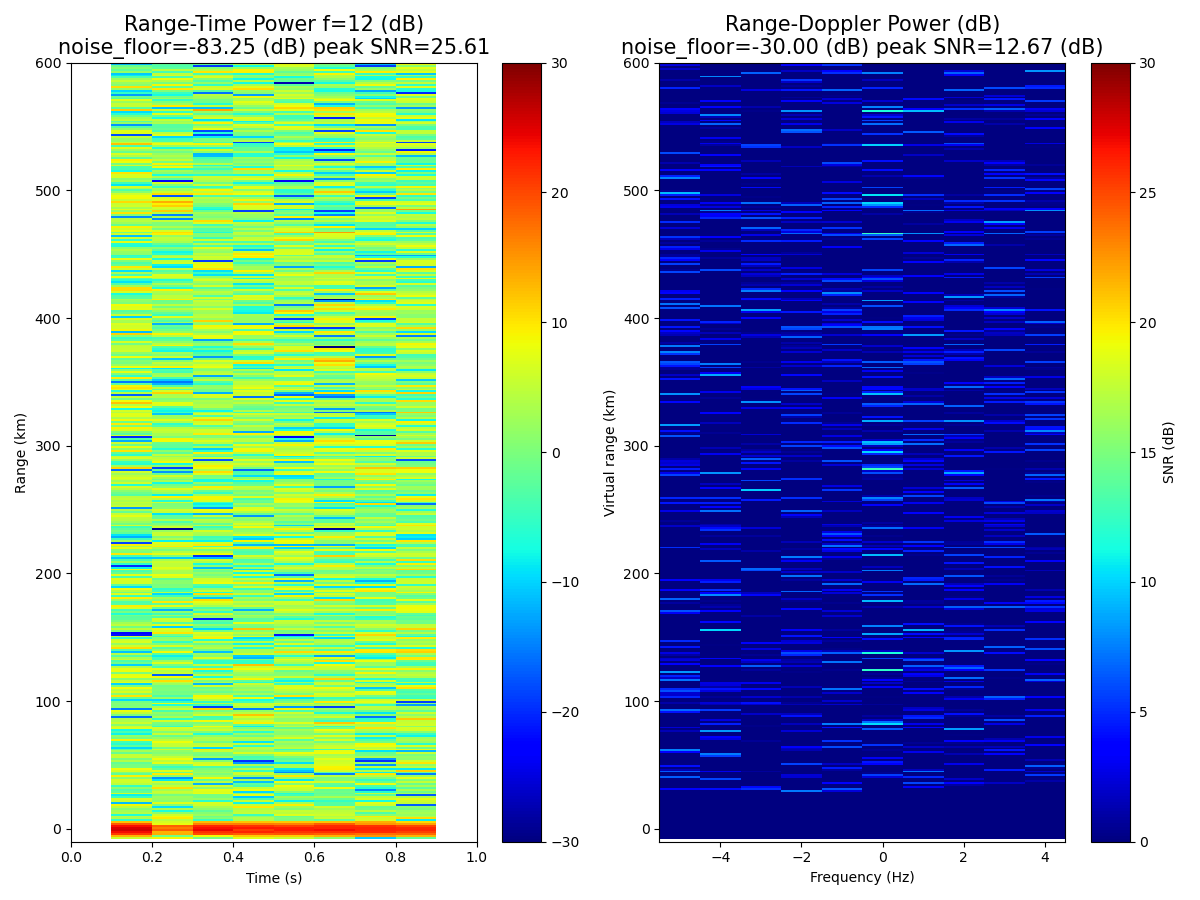 Range-Time Power f=12 (dB)
noise_floor=-83.25 (dB) peak SNR=25.61
Range (km)
600
500
400
300
200
100
0
0.0 0.2 0.4 0.6 0.8 1.0
Time (s)
30
20
10
0
−10
−20
−30
Range-Doppler Power (dB)
noise_floor=-30.00 (dB) peak SNR=12.67 (dB)
Virtual range (km)
600
500
400
300
200
100
0
−4 −2 0 2 4
Frequency (Hz)
30
25
20
15
10
5
0
SNR (dB)